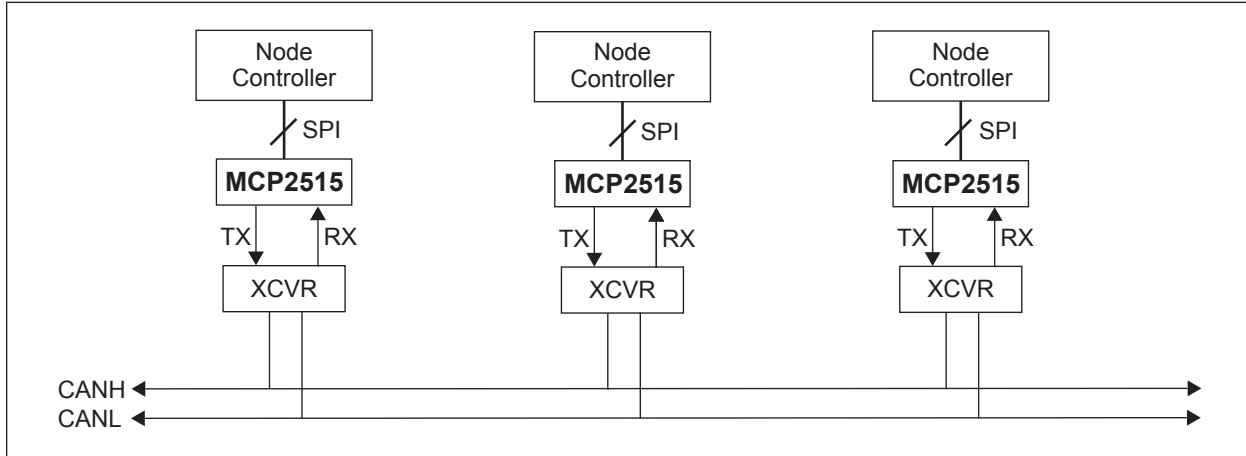 Node
Controller
Node
Controller
Node
Controller
SPI
SPI
SPI
MCP2515
MCP2515
MCP2515
TX
RX
TX
RX
TX
RX
XCVR
XCVR
XCVR
CANH
CANL